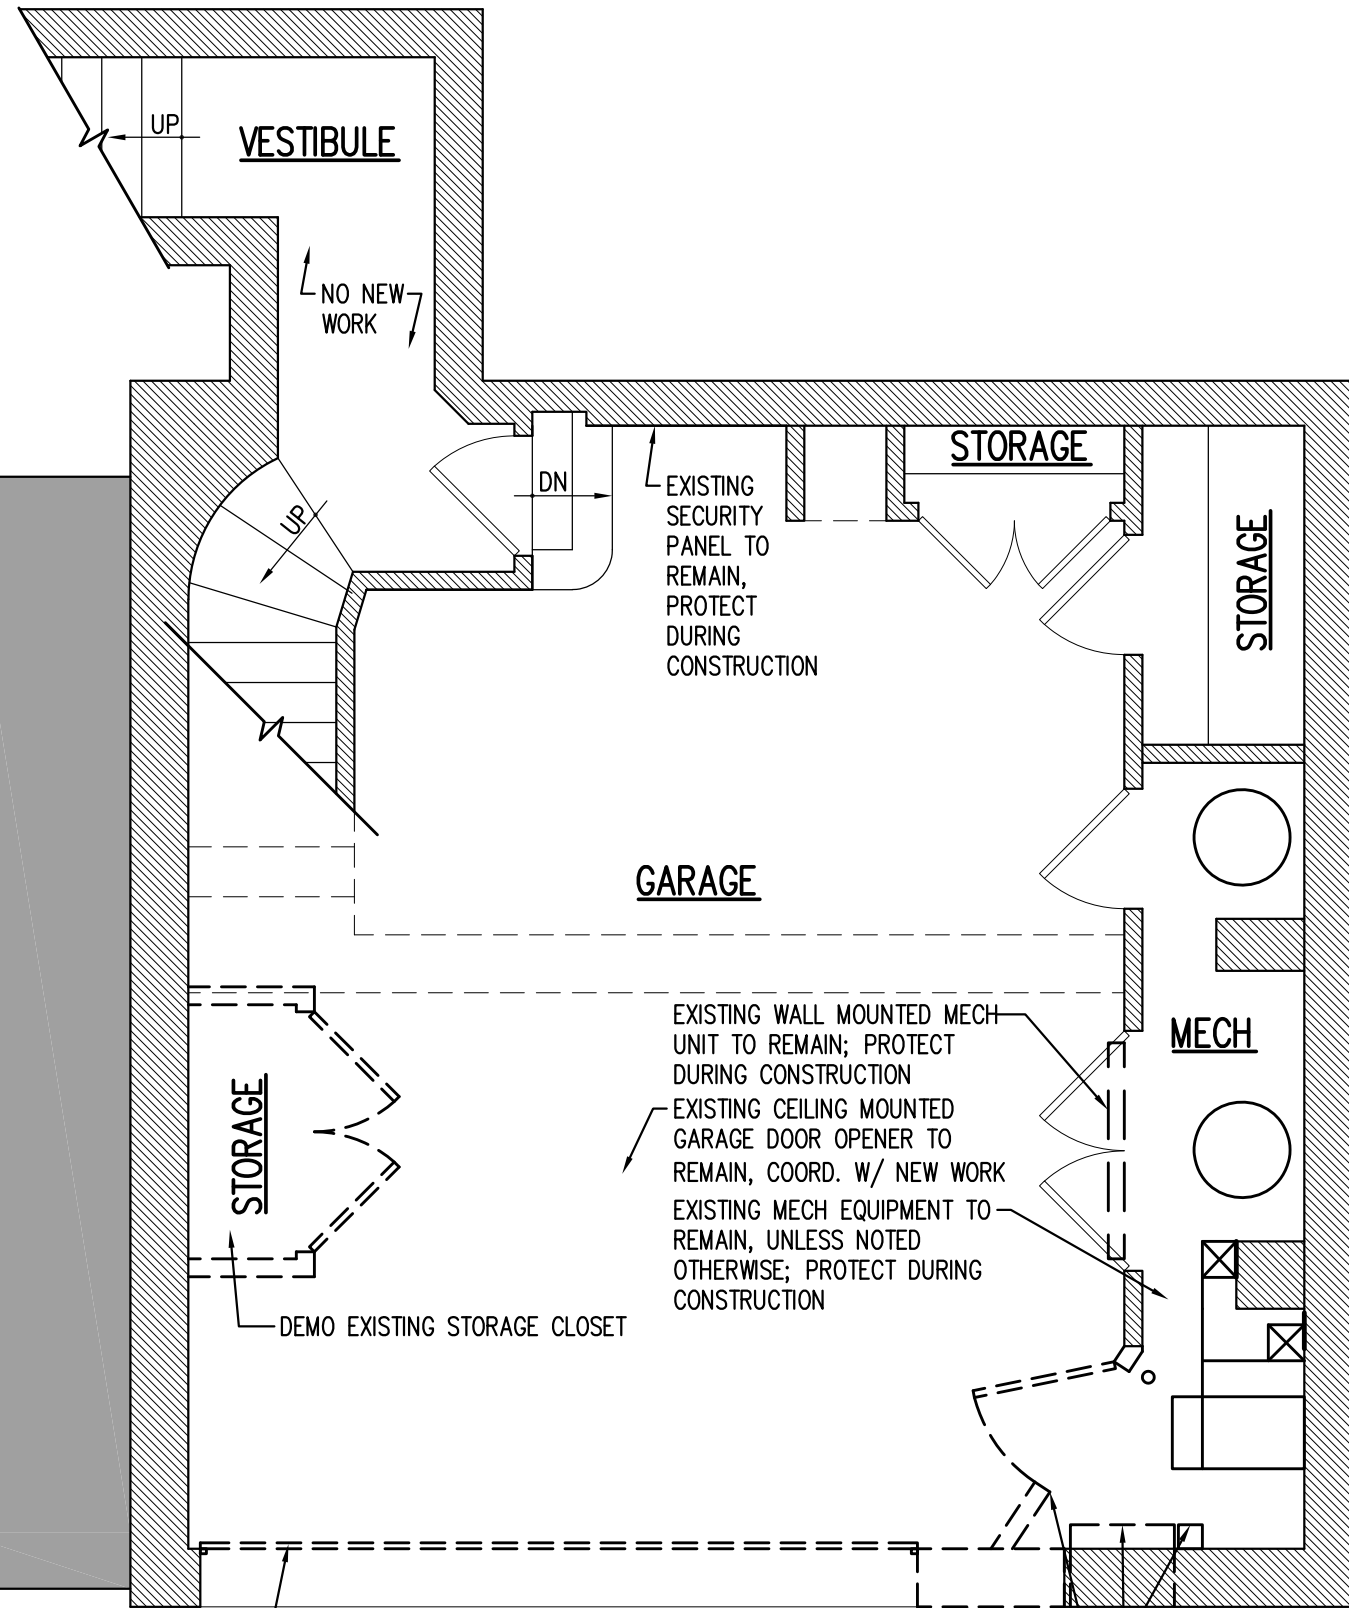 UP
VESTIBULE
NO NEW
WORK
STORAGE
DN
EXISTING
SECURITY
PANEL TO
REMAIN,
PROTECT
DURING
CONSTRUCTION
UP
STORAGE
GARAGE
EXISTING WALL MOUNTED MECH
UNIT TO REMAIN; PROTECT
DURING CONSTRUCTION
MECH
EXISTING CEILING MOUNTED
GARAGE DOOR OPENER TO
REMAIN, COORD. W/ NEW WORK
STORAGE
EXISTING MECH EQUIPMENT TO
REMAIN, UNLESS NOTED
OTHERWISE; PROTECT DURING
CONSTRUCTION
DEMO EXISTING STORAGE CLOSET